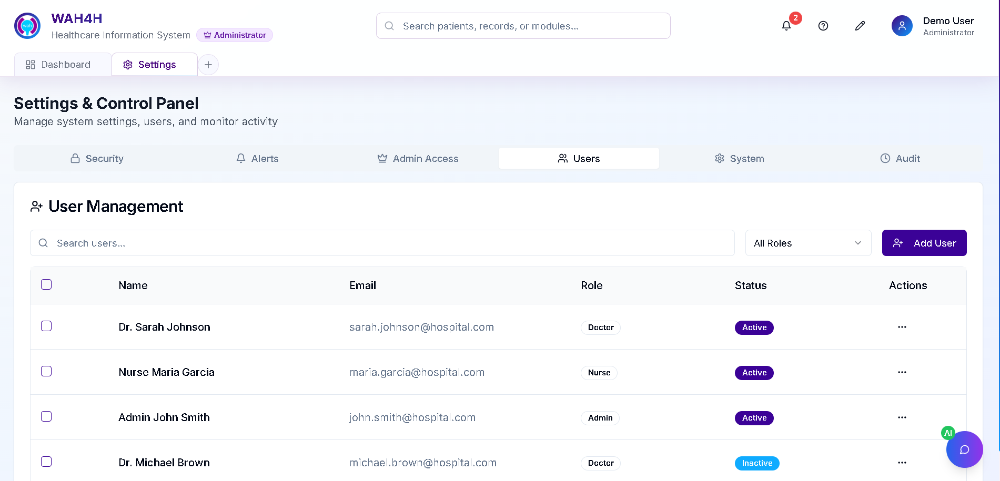 wah
WAH4H
Healthcare Information System
Administrator
Search patients, records, or modules...
2
Demo User
Administrator
Dashboard
Settings
Settings & Control Panel
Manage system settings, users, and monitor activity
Security
Alerts
Admin Access
Users
System
Audit
User Management
Search users...
All Roles
Add User
Name Email Role Status Actions
Dr. Sarah Johnson sarah.johnson@hospital.com Doctor Active
Nurse Maria Garcia maria.garcia@hospital.com Nurse Active
Admin John Smith john.smith@hospital.com Admin Active
AI
Dr. Michael Brown michael.brown@hospital.com Doctor Inactive